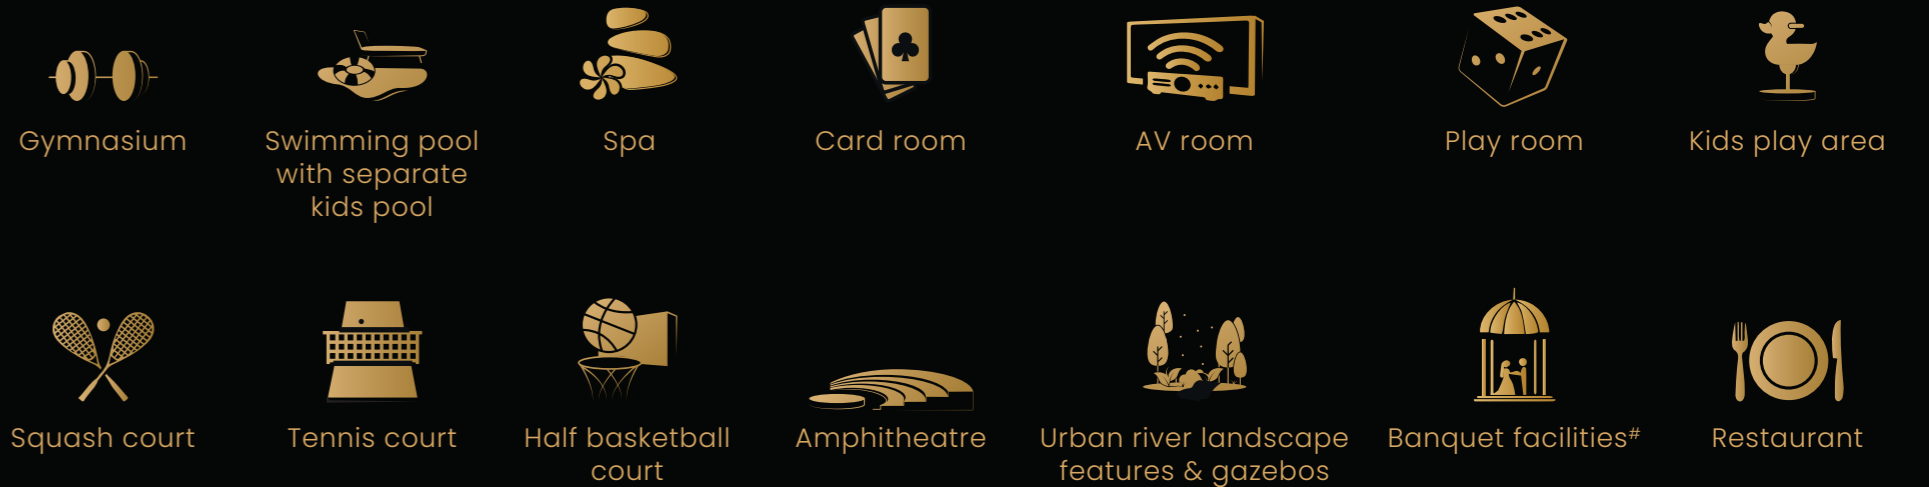 Gymnasium
Swimming pool
with separate
kids pool
Spa
Card room
AV room
Play room
Kids play area
Squash court
Tennis court
Half basketball
court
Amphitheatre
Urban river landscape
features & gazebos
Banquet facilities#
Restaurant